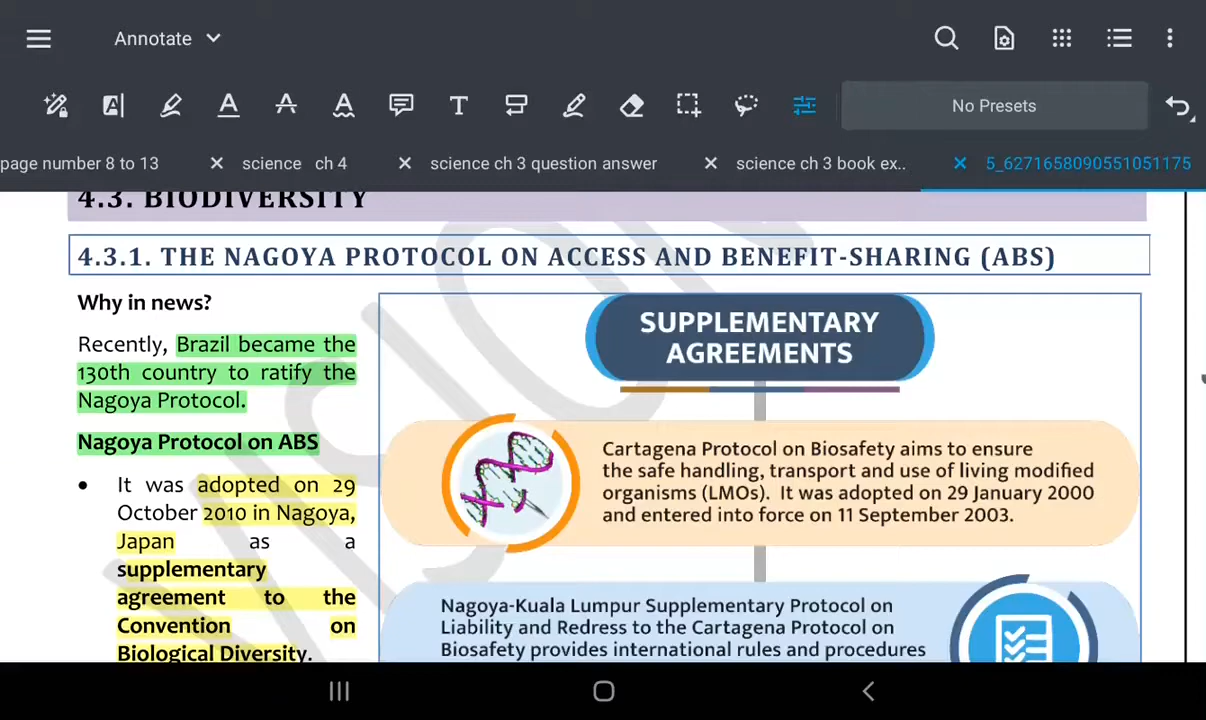 Annotate
No Presets
page number 8 to 13
science ch 4
science ch 3 question answer
science ch 3 book ex..
5_6271658090551051175
4.3. BIODIVERSITY
4.3.1. THE NAGOYA PROTOCOL ON ACCESS AND BENEFIT-SHARING (ABS)
Why in news?
Recently, Brazil became the
130th country to ratify the
Nagoya Protocol.
Nagoya Protocol on ABS
• It was adopted on 29
October 2010 in Nagoya,
Japan as a
supplementary
agreement to the
Convention on
Biological Diversity.
SUPPLEMENTARY
AGREEMENTS
Cartagena Protocol on Biosafety aims to ensure
the safe handling, transport and use of living modified
organisms (LMOs). It was adopted on 29 January 2000
and entered into force on 11 September 2003.
Nagoya-Kuala Lumpur Supplementary Protocol on
Liability and Redress to the Cartagena Protocol on
Biosafety provides international rules and procedures